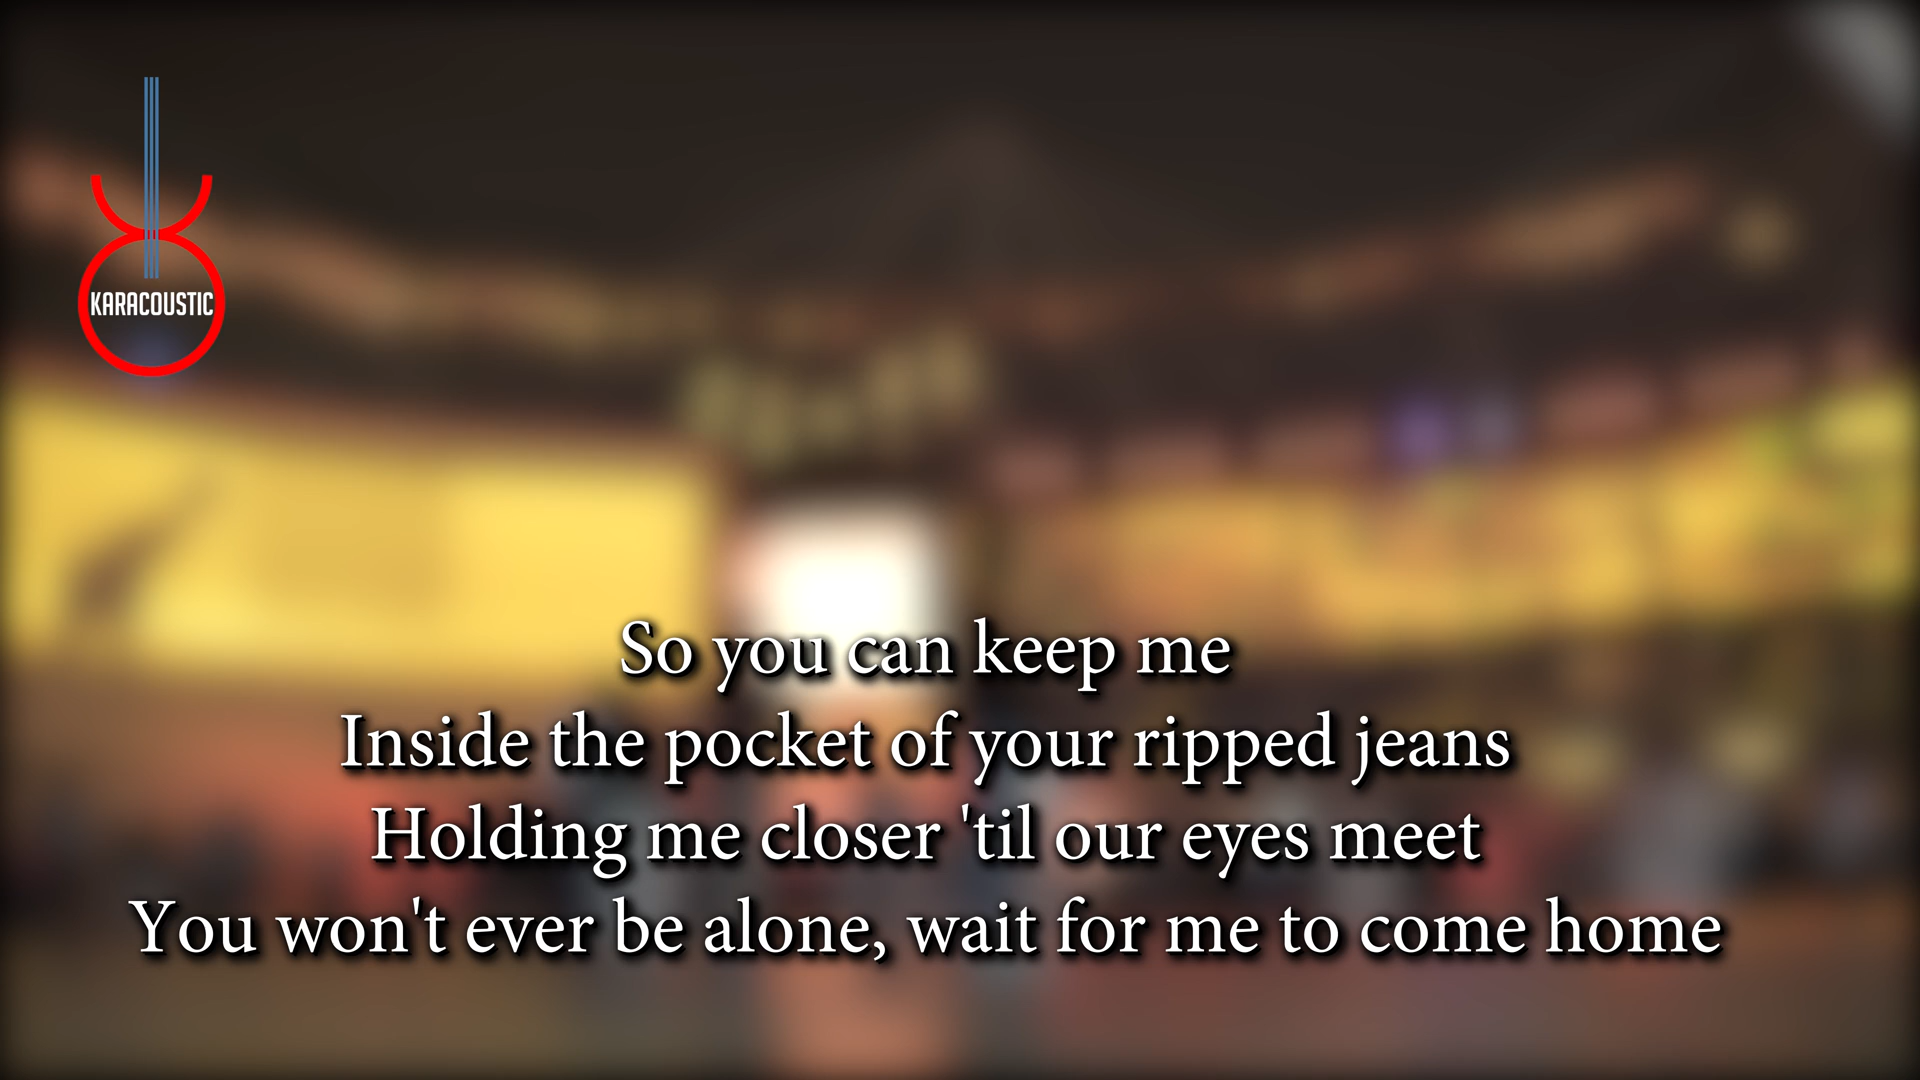 KARACOUSTIC
So you can keep me
Inside the pocket of your ripped jeans
Holding me closer 'til our eyes meet
You won't ever be alone, wait for me to come home